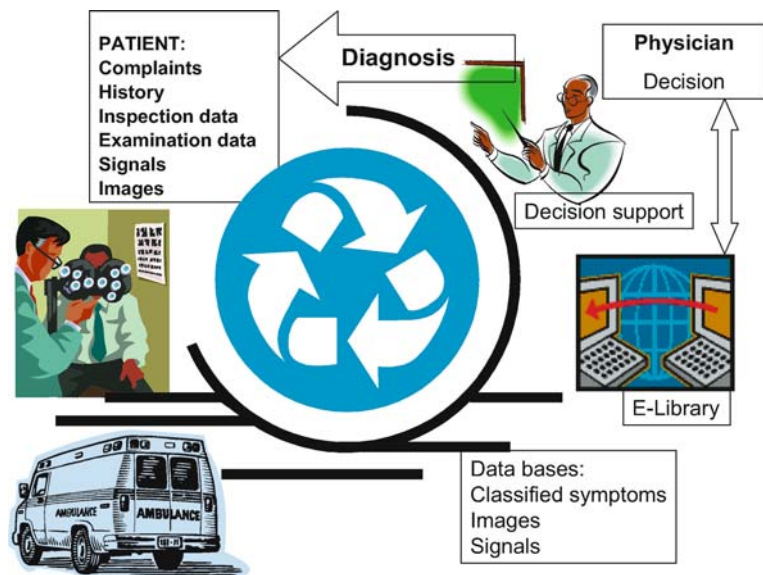 PATIENT:
Complaints
History
Inspection data
Examination data
Signals
Images
Diagnosis
Physician
Decision
Decision support
E-Library
Data bases:
Classified symptoms
Images
Signals
AMBULANCE
AMBULANCE